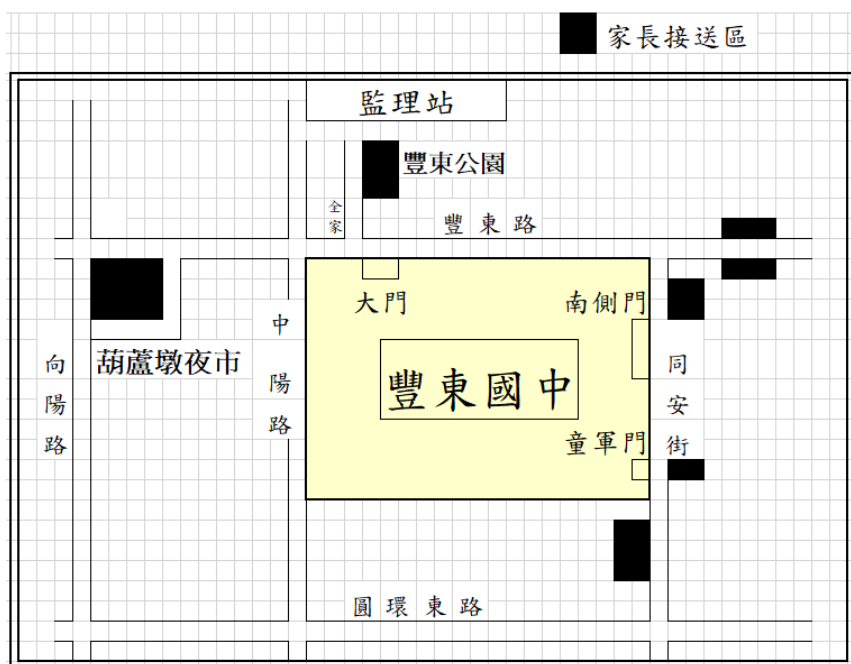 家長接送區
監理站
豐東公園
全家
豐東路
大門
南側門
中陽路
向陽路
葫蘆墩夜市
豐東國中
同安街
童軍門
圓環東路